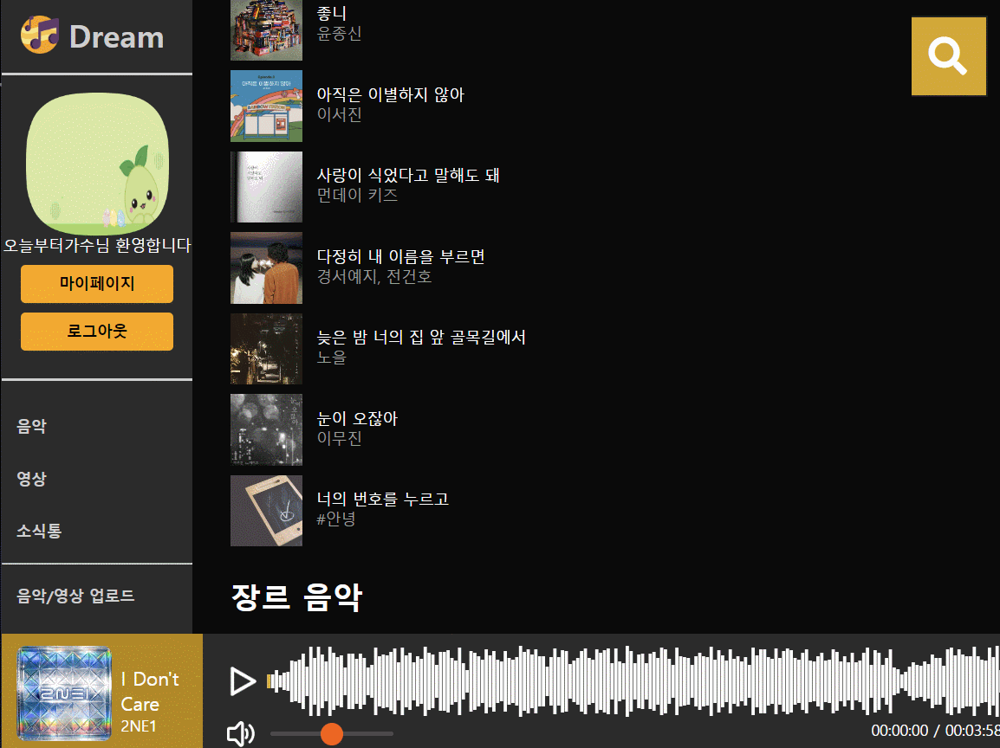 Dream
오늘부터가수님 환영합니다
마이페이지
로그아웃
음악
영상
소식통
음악/영상 업로드
좋니
윤종신
아직은 이별하지 않아
이서진
사랑이 식었다고 말해도 돼
먼데이 키즈
다정히 내 이름을 부르면
경서예지, 전건호
늦은 밤 너의 집 앞 골목길에서
노을
눈이 오잖아
이무진
너의 번호를 누르고
#안녕
장르 음악
2NE1
I Don't
Care
2NE1
00:00:00 / 00:03:58